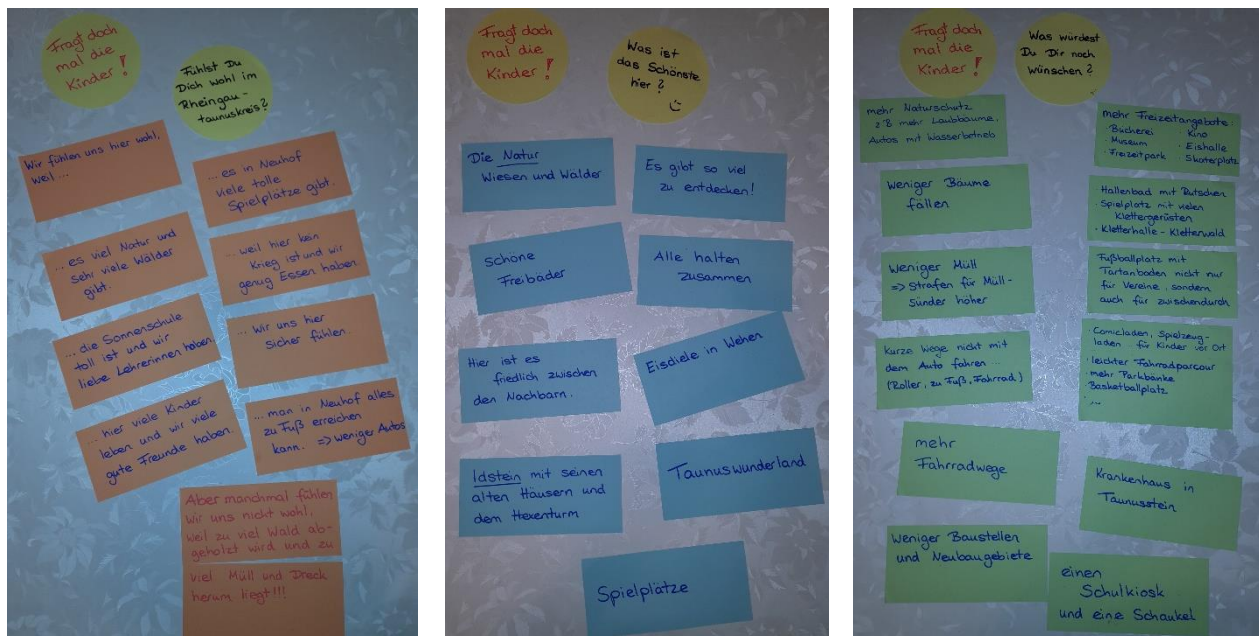 Fragt doch
mal die
Kinder!
Fühlst Du
Dich wohl im
Rheingau-
taunuskreis?
Wir fühlen uns hier wohl,
weil ...
... es in Neuhof
viele tolle
Spielplätze gibt.
... es viel Natur und
sehr viele Wälder
gibt.
... weil hier kein
Krieg ist und wir
genug Essen haben.
... die Sonnenschule
toll ist und wir
liebe Lehrerinnen haben.
... wir uns hier
sicher fühlen.
... hier viele Kinder
leben und wir viele
gute Freunde haben.
... man in Neuhof alles
zu Fuß erreichen
kann. => weniger Autos
Aber manchmal fühlen
wir uns nicht wohl,
weil zu viel Wald ab-
geholzt wird und zu
viel Müll und Dreck
herum liegt!!!
Fragt doch
mal die
Kinder!
Was ist
das Schönste
hier?
Die Natur
Wiesen und Wälder
Es gibt so viel
zu entdecken!
schöne
Freibäder
Alle halten
zusammen
Hier ist es
friedlich zwischen
den Nachbarn.
Eisdiele in Wehen
Idstein mit seinen
alten Häusern und
dem Hexenturm
Taunuswunderland
Spielplätze
Fragt doch
mal die
Kinder!
Was würdest
Du Dir noch
wünschen?
mehr Naturschutz
z.B. mehr Laubbäume.
Autos mit Wasserbetrieb
weniger Bäume
fällen
Weniger Müll
=> Strafen für Müll-
sünder höher
Kurze Wege nicht mit
dem Auto fahren ...
(Roller, zu Fuß, Fahrrad)
mehr
Fahrradwege
Weniger Baustellen
und Neubaugebiete
mehr Freizeitangebote:
· Bücherei · Kino
· Museum · Eishalle
· Freizeitpark · Skaterplatz
· Hallenbad mit Rutschen
· Spielplatz mit vielen
Klettergerüsten
· Kletterhalle - Kletterwald
Fußballplatz mit
Tartanboden nicht nur
für Vereine, sondern
auch für zwischendurch
· Comicladen, Spielzeug-
laden für Kinder vor Ort
· leichter Fahrradparcour
· mehr Parkbänke
· Basketballplatz
· ...
Krankenhaus in
Taunusstein
einen
Schulkiosk
und eine Schaukel